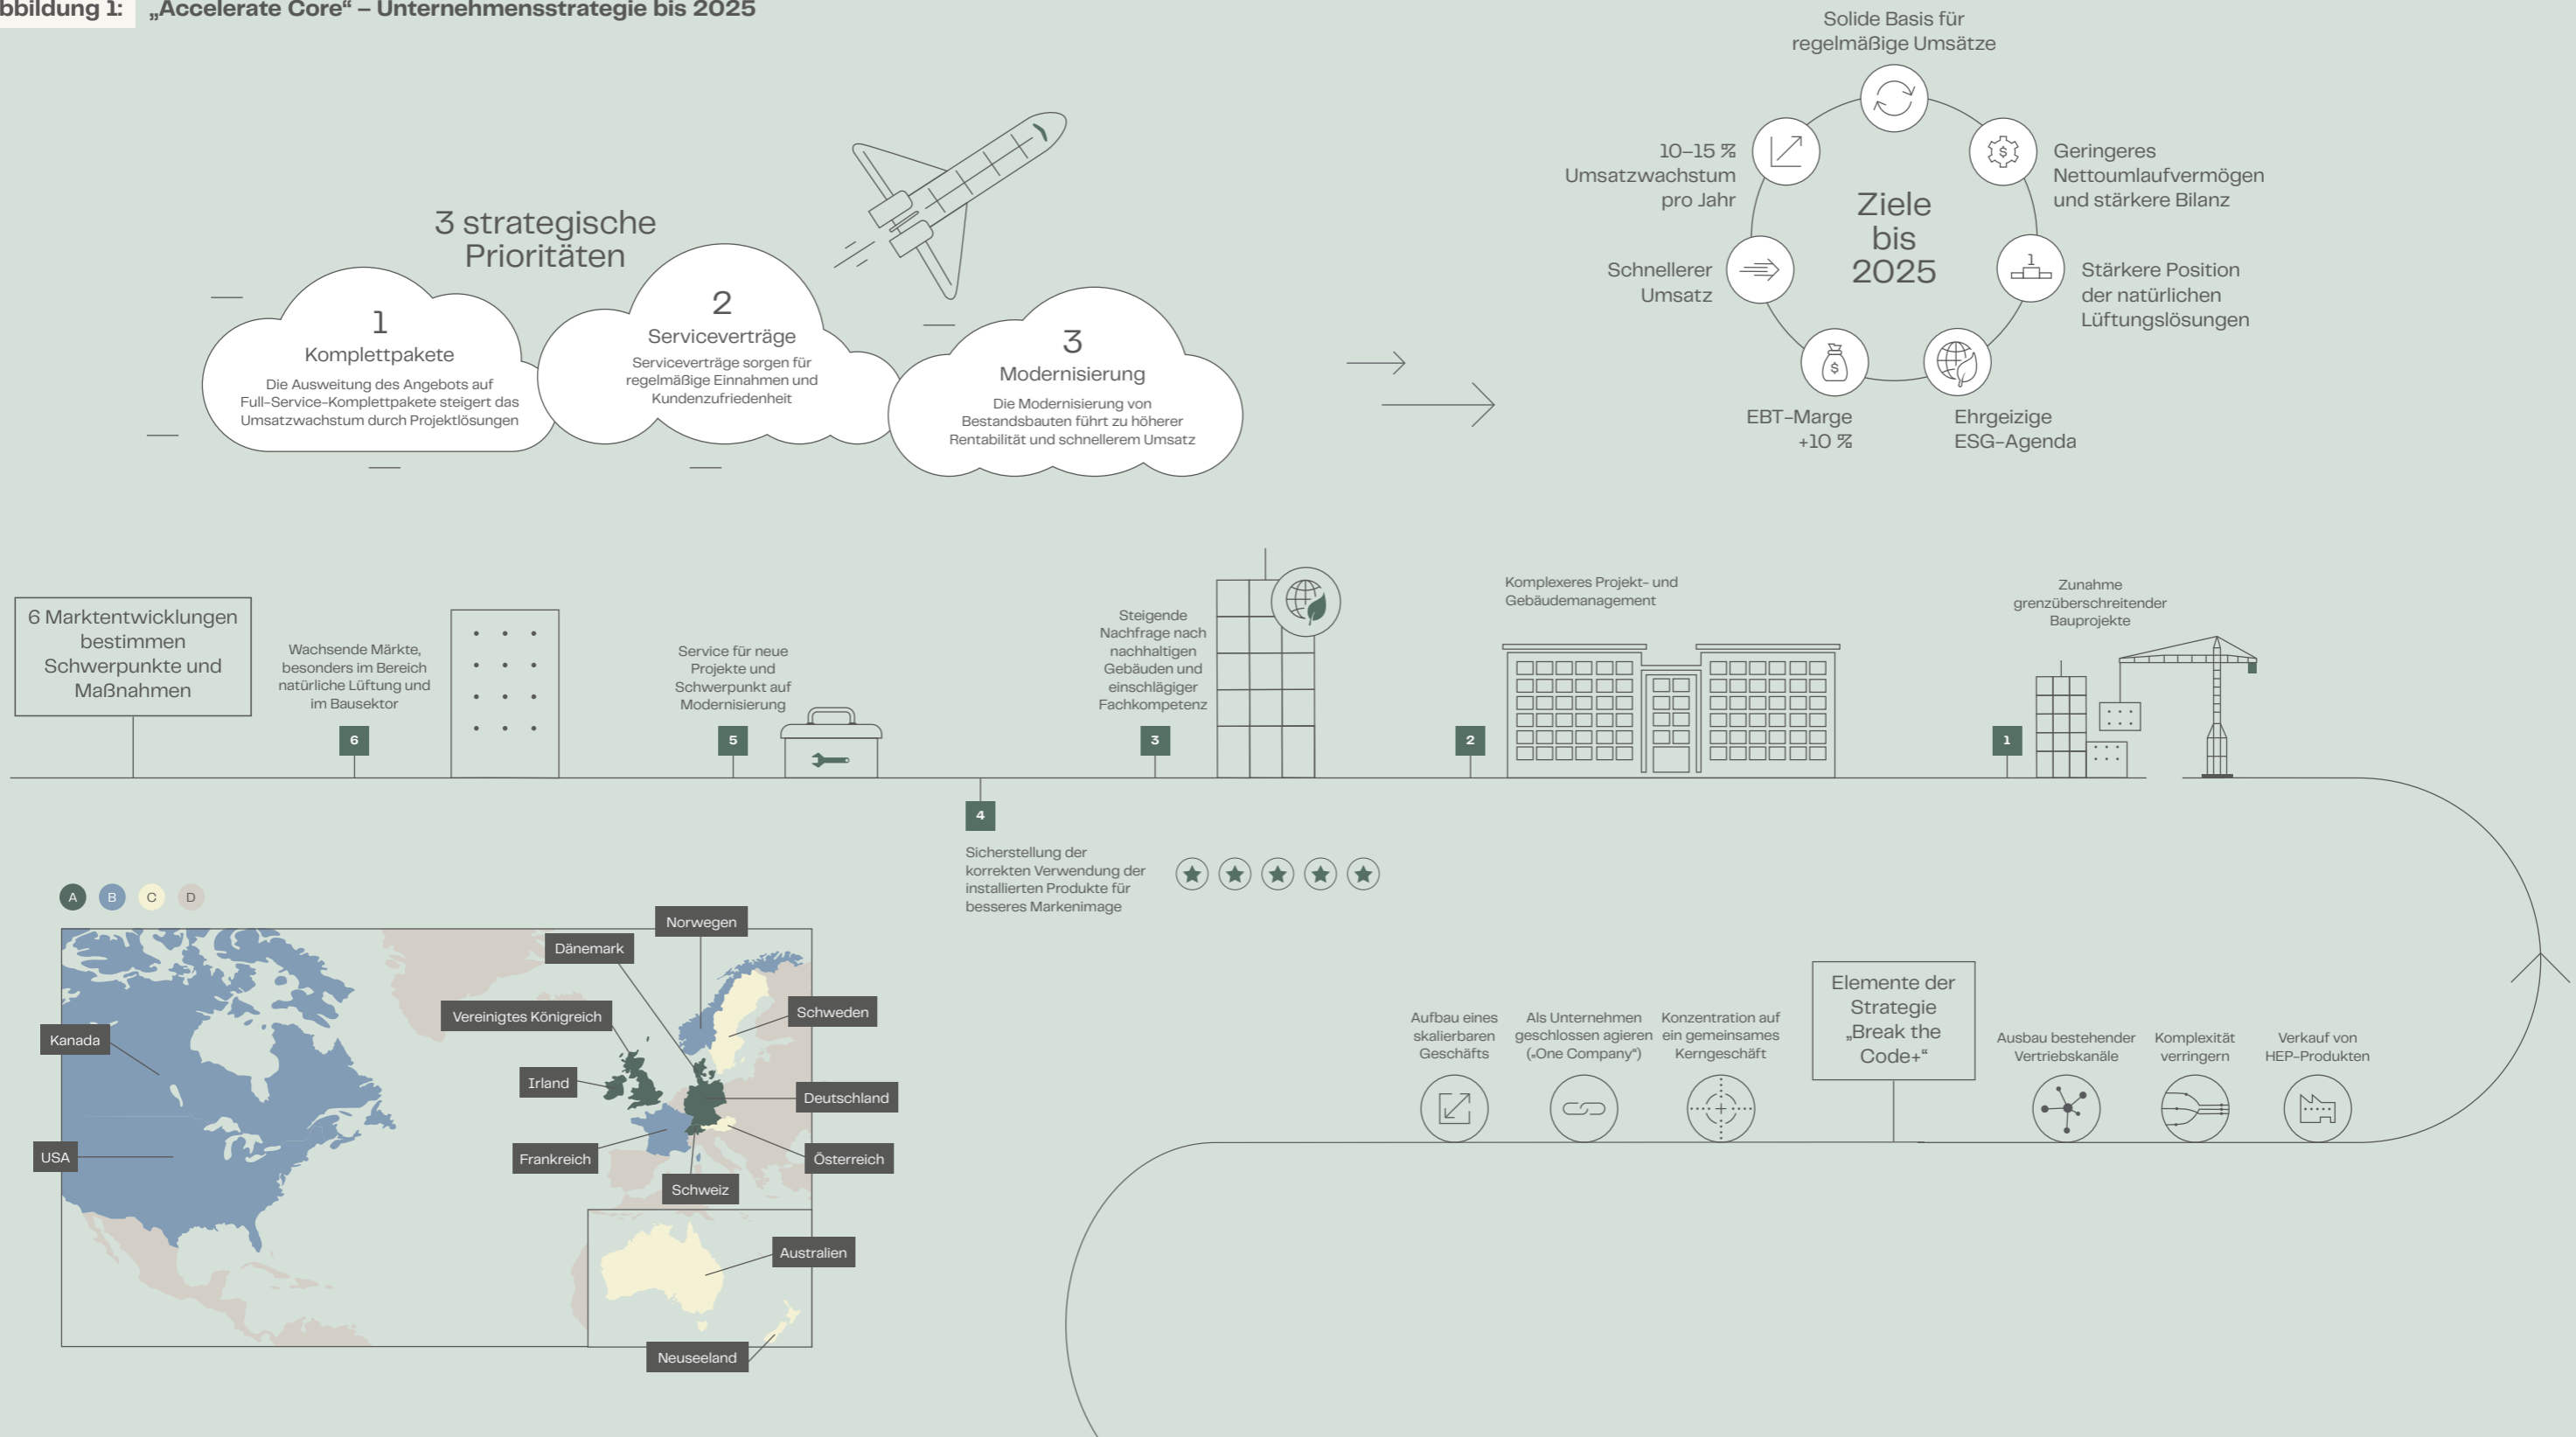 bbildung 1:
„Accelerate Core“ – Unternehmensstrategie bis 2025
3 strategische
Prioritäten
1
Komplettpakete
Die Ausweitung des Angebots auf
Full-Service-Komplettpakete steigert das
Umsatzwachstum durch Projektlösungen
2
Serviceverträge
Serviceverträge sorgen für
regelmäßige Einnahmen und
Kundenzufriedenheit
3
Modernisierung
Die Modernisierung von
Bestandsbauten führt zu höherer
Rentabilität und schnellerem Umsatz
Ziele
bis
2025
Solide Basis für
regelmäßige Umsätze
$
Geringeres
Nettoumlaufvermögen
und stärkere Bilanz
1
Stärkere Position
der natürlichen
Lüftungslösungen
Ehrgeizige
ESG-Agenda
$
EBT-Marge
+10 %
Schnellerer
Umsatz
10–15 %
Umsatzwachstum
pro Jahr
6 Marktentwicklungen
bestimmen
Schwerpunkte und
Maßnahmen
Wachsende Märkte,
besonders im Bereich
natürliche Lüftung und
im Bausektor
6
Service für neue
Projekte und
Schwerpunkt auf
Modernisierung
5
4
Sicherstellung der
korrekten Verwendung der
installierten Produkte für
besseres Markenimage
Steigende
Nachfrage nach
nachhaltigen
Gebäuden und
einschlägiger
Fachkompetenz
3
Komplexeres Projekt- und
Gebäudemanagement
2
Zunahme
grenzüberschreitender
Bauprojekte
1
A
B
C
D
Norwegen
Dänemark
Vereinigtes Königreich
Schweden
Kanada
Irland
Deutschland
USA
Frankreich
Österreich
Schweiz
Australien
Neuseeland
Aufbau eines
skalierbaren
Geschäfts
Als Unternehmen
geschlossen agieren
(„One Company“)
Konzentration auf
ein gemeinsames
Kerngeschäft
Elemente der
Strategie
„Break the
Code+“
Ausbau bestehender
Vertriebskanäle
Komplexität
verringern
Verkauf von
HEP-Produkten